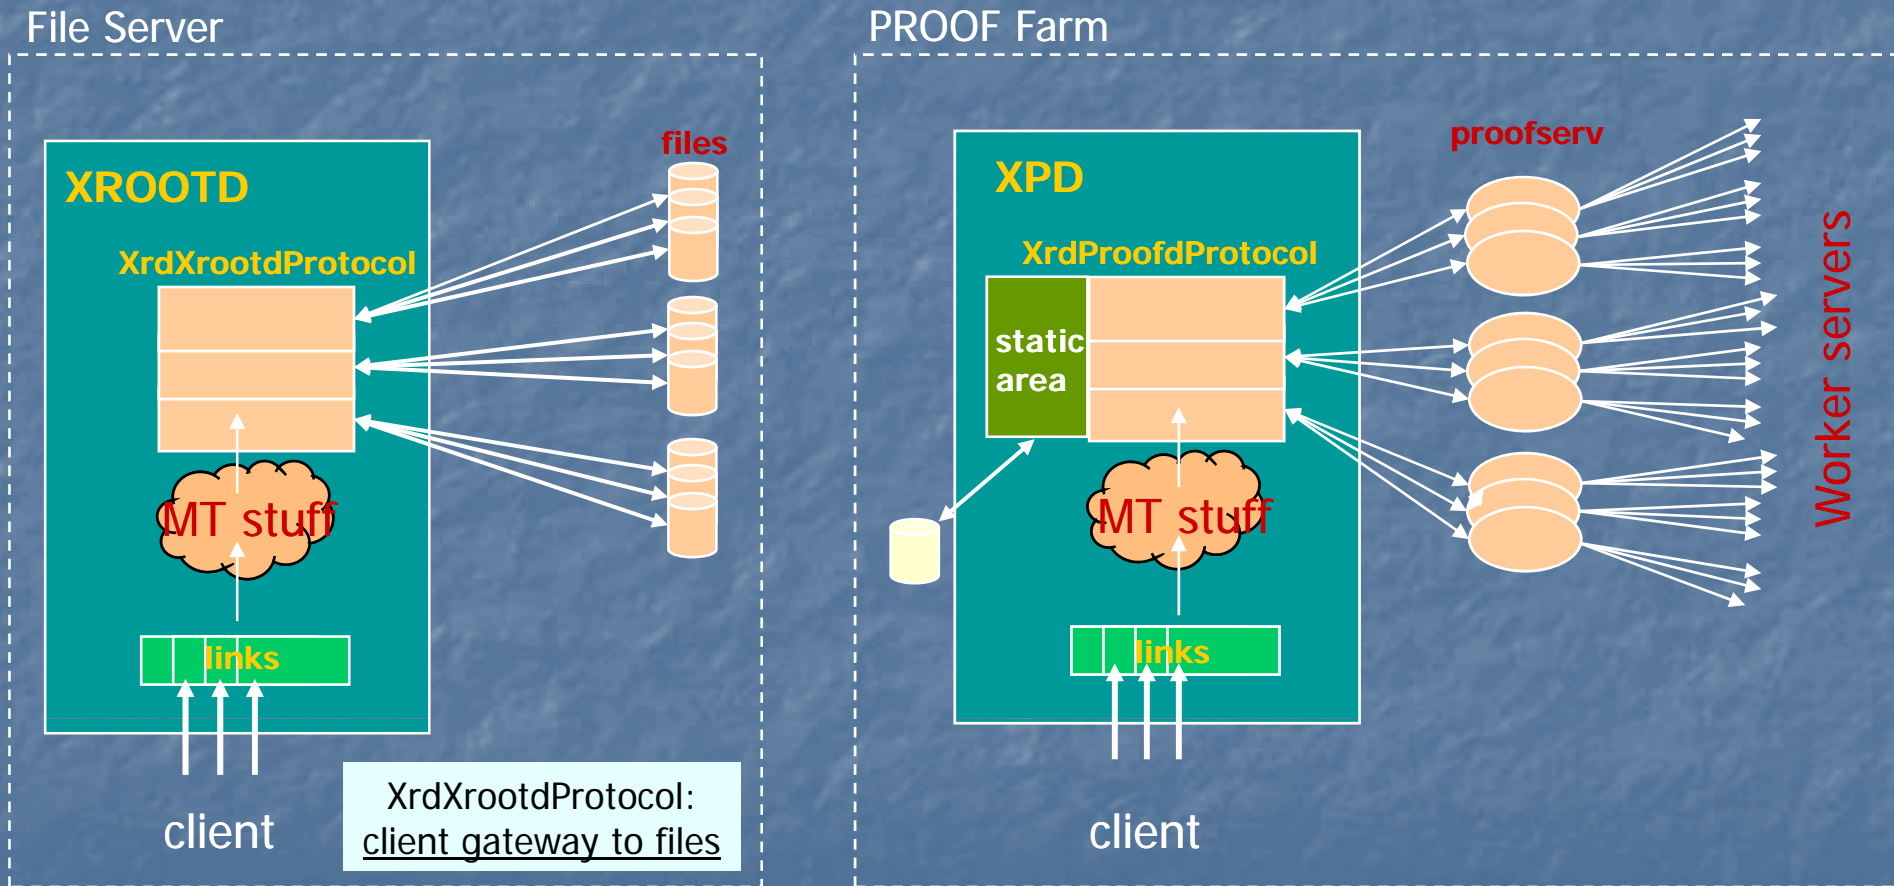 File Server
XROOTD
files
XrdXrootdProtocol
MT stuff
links
client
XrdXrootdProtocol:
client gateway to files
PROOF Farm
XPD
proofserv
XrdProofdProtocol
static
area
MT stuff
links
client
Worker servers